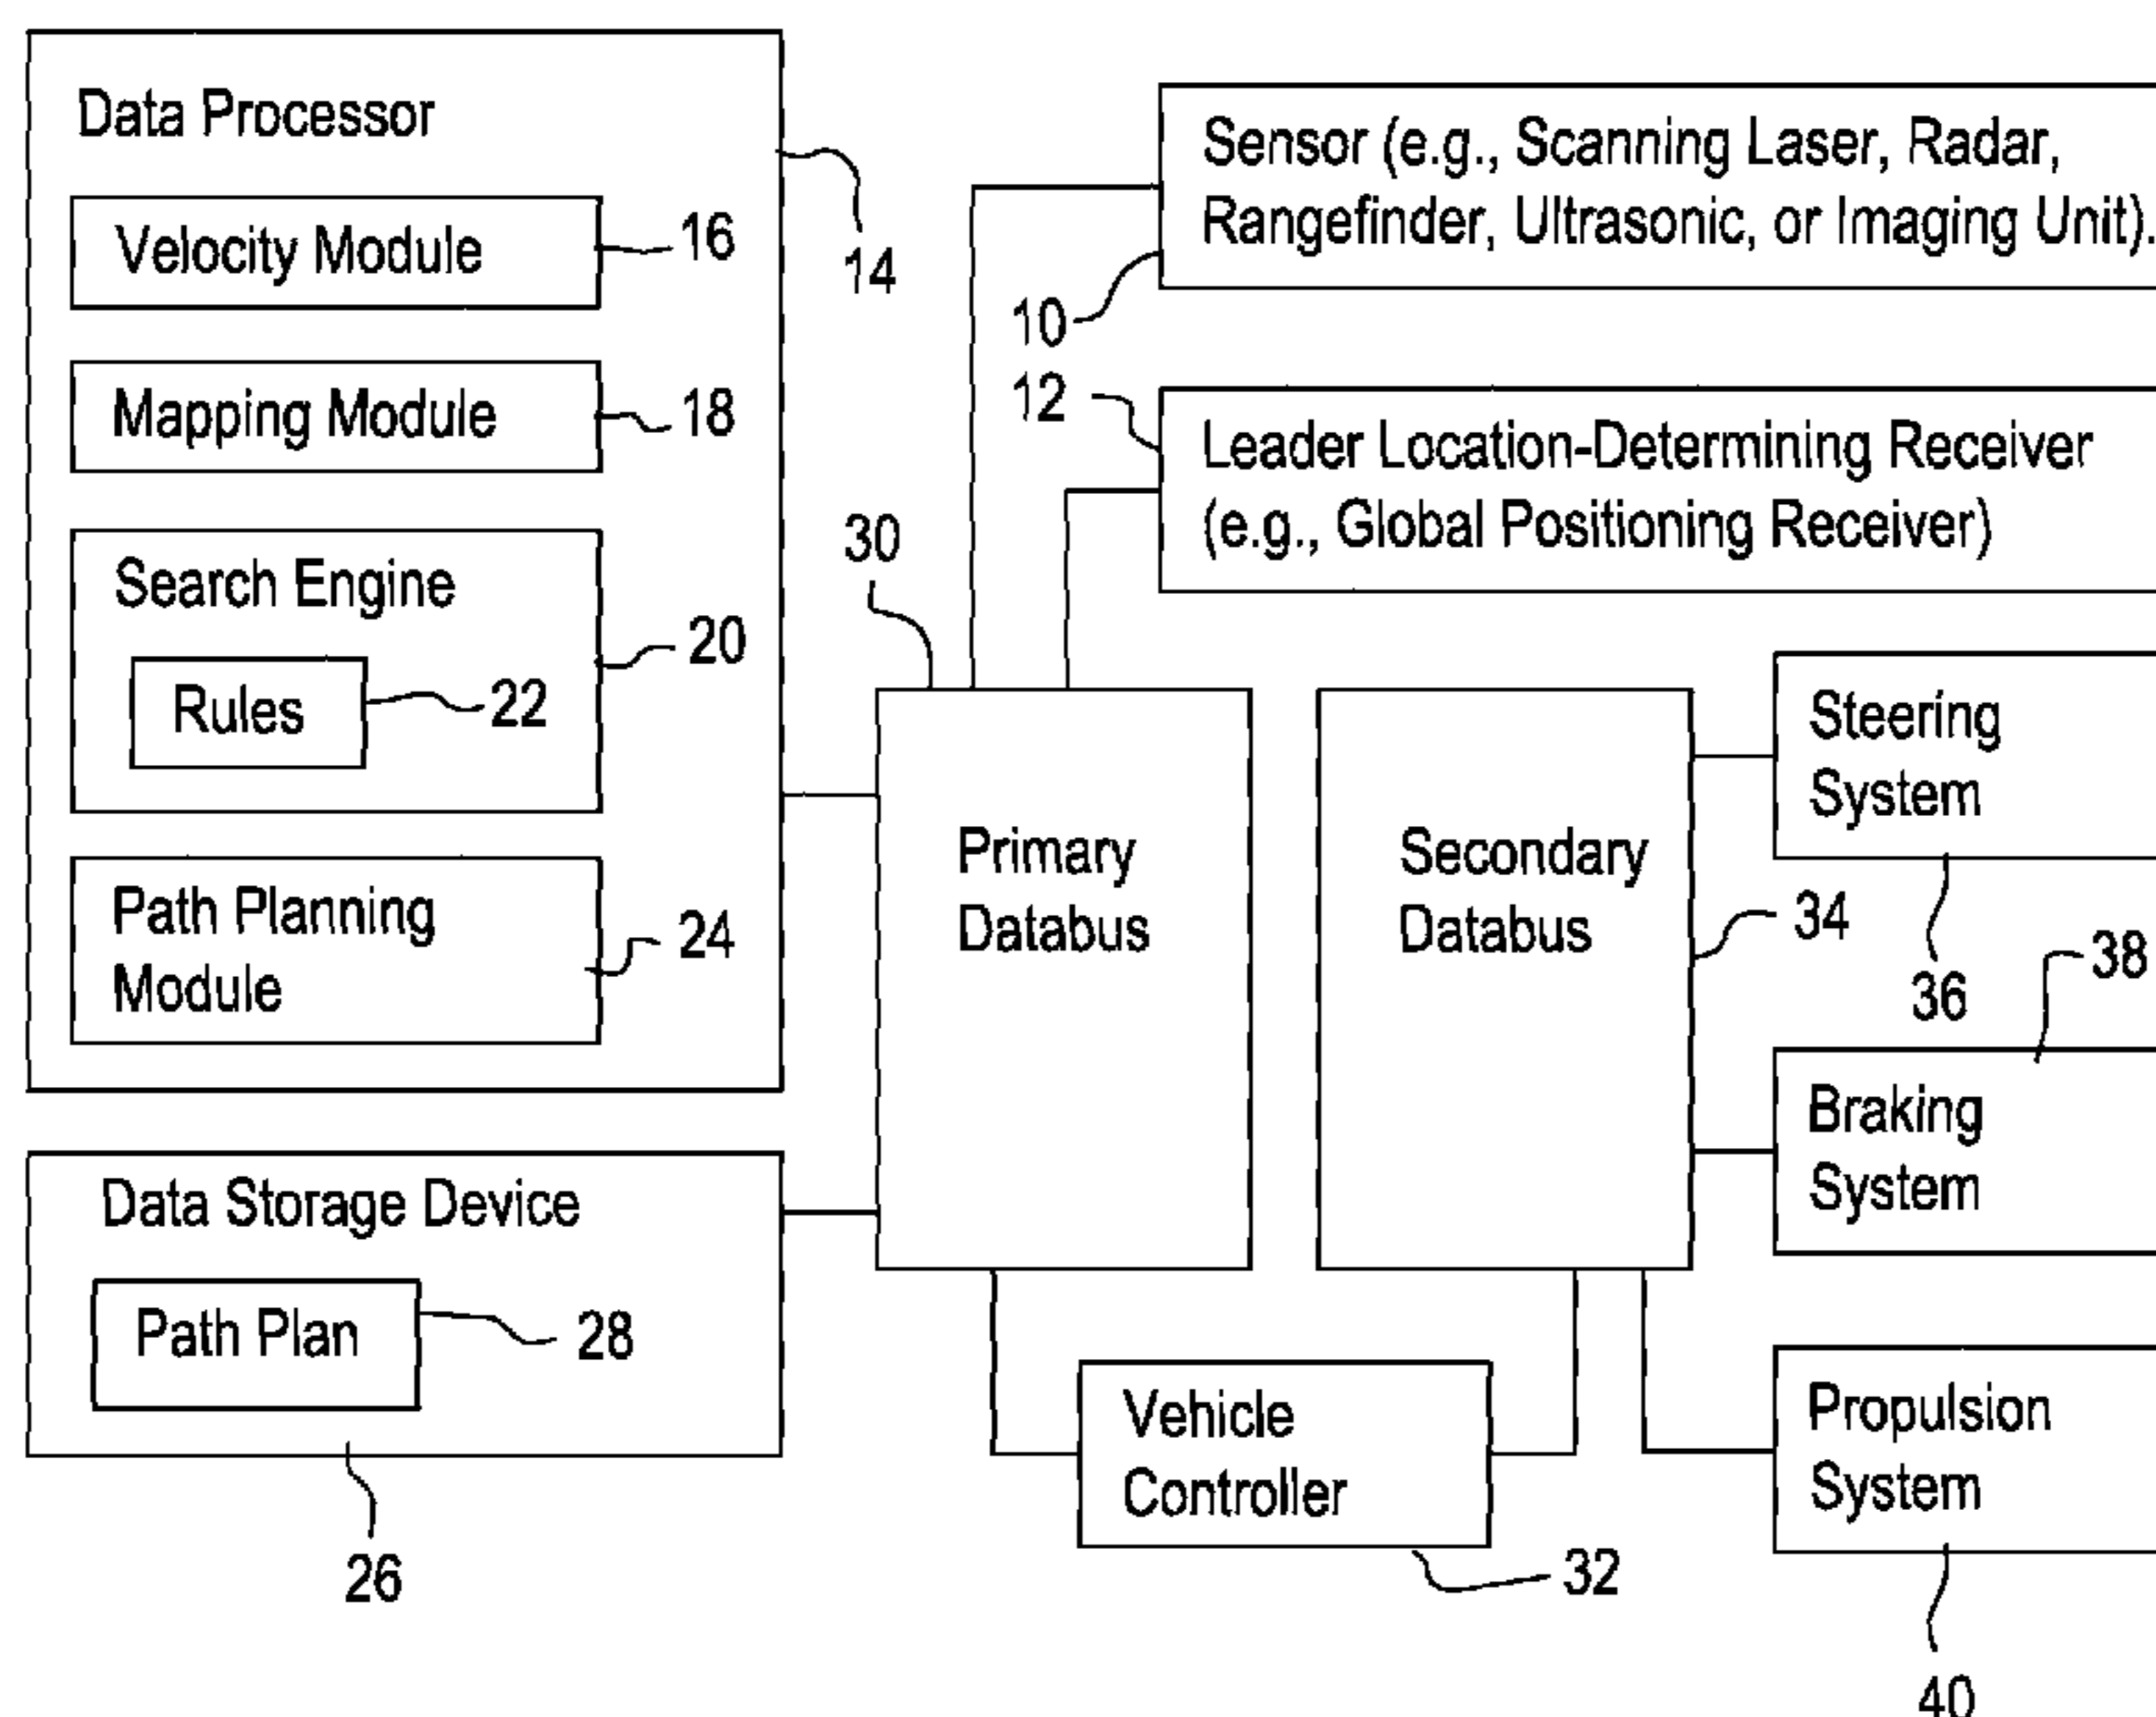 Data Processor
14
Velocity Module
16
Mapping Module
18
Search Engine
20
Rules
22
Path Planning
Module
24
Data Storage Device
Path Plan
28
26
Sensor (e.g., Scanning Laser, Radar,
Rangefinder, Ultrasonic, or Imaging Unit).
10
12
Leader Location-Determining Receiver
(e.g., Global Positioning Receiver)
30
Primary
Databus
Secondary
Databus
34
Steering
System
36
38
Braking
System
Vehicle
Controller
32
Propulsion
System
40